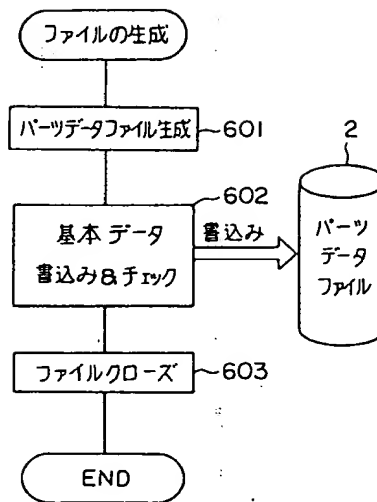 ファイルの生成
パーツデータファイル生成
601
602
2
基本データ
書込み&チェック
書込み
パーツ
データ
ファイル
ファイルクローズ
603
END